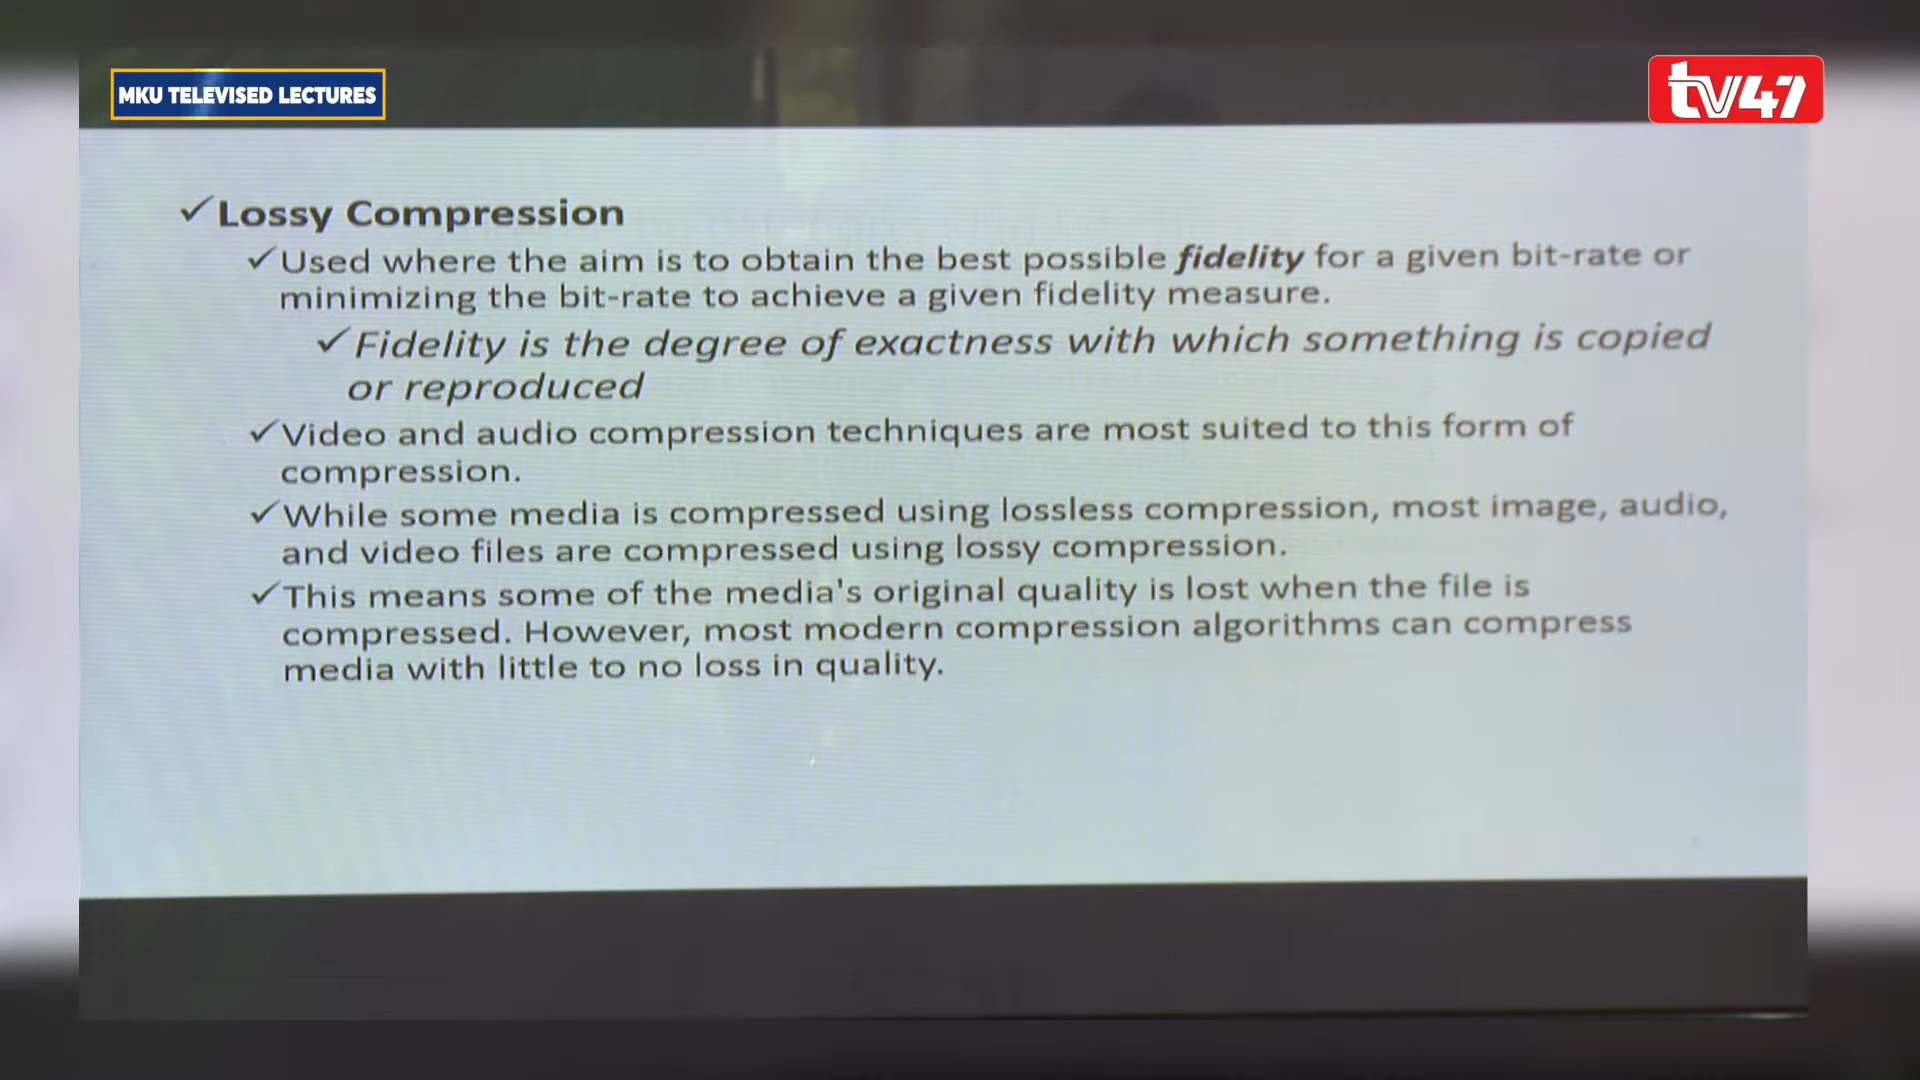 MKU TELEVISED LECTURES
tv47
✓Lossy Compression
✓Used where the aim is to obtain the best possible fidelity for a given bit-rate or
minimizing the bit-rate to achieve a given fidelity measure.
✓Fidelity is the degree of exactness with which something is copied
or reproduced
✓Video and audio compression techniques are most suited to this form of
compression.
✓While some media is compressed using lossless compression, most image, audio,
and video files are compressed using lossy compression.
✓This means some of the media's original quality is lost when the file is
compressed. However, most modern compression algorithms can compress
media with little to no loss in quality.